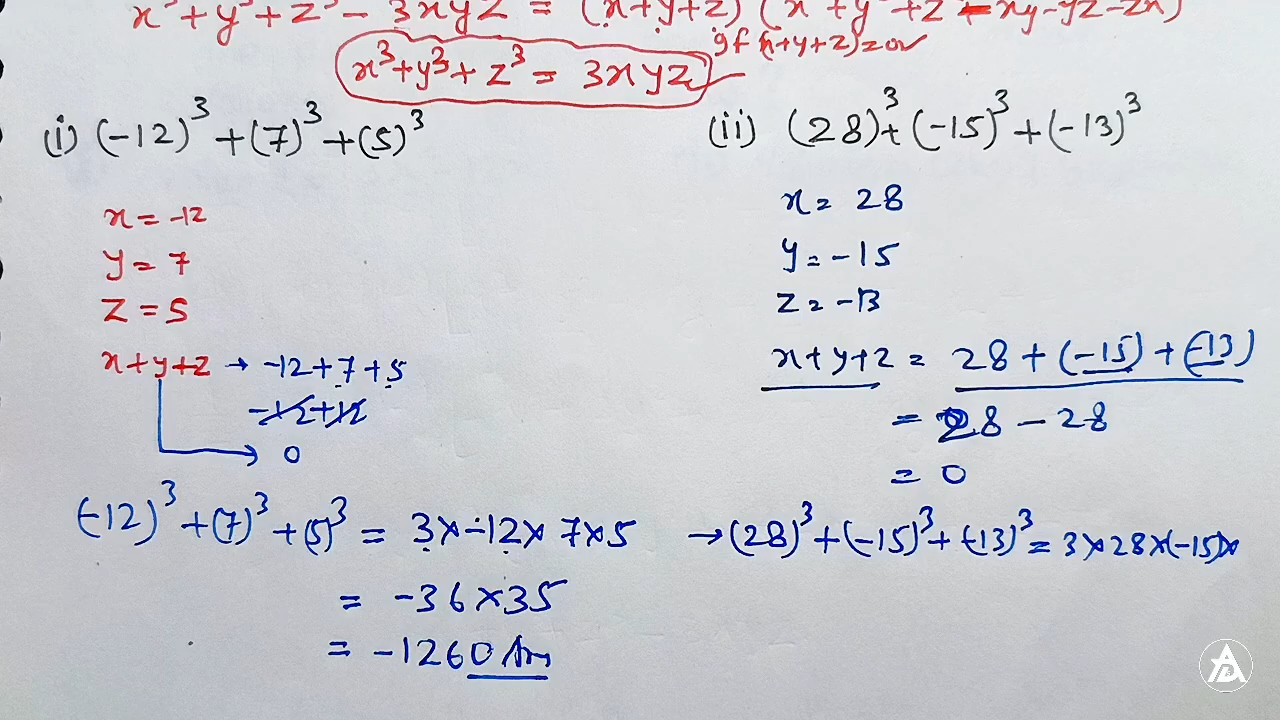 x³+y³+z³-3xyz = (x+y+z) (x²+y²+z²-xy-yz-zx)
If (x+y+z)=0
x³+y³+z³ = 3xyz
(i) (-12)³+(7)³+(5)³
x = -12
y = 7
z = 5
x+y+z → -12+7+5
-12+12
0
(-12)³+(7)³+(5)³ = 3×-12×7×5
= -36×35
= -1260 Ans
(ii) (28)³+(-15)³+(-13)³
x = 28
y = -15
z = -13
x+y+z = 28+(-15)+(-13)
= 28-28
= 0
→(28)³+(-15)³+(-13)³ = 3×28×(-15)×